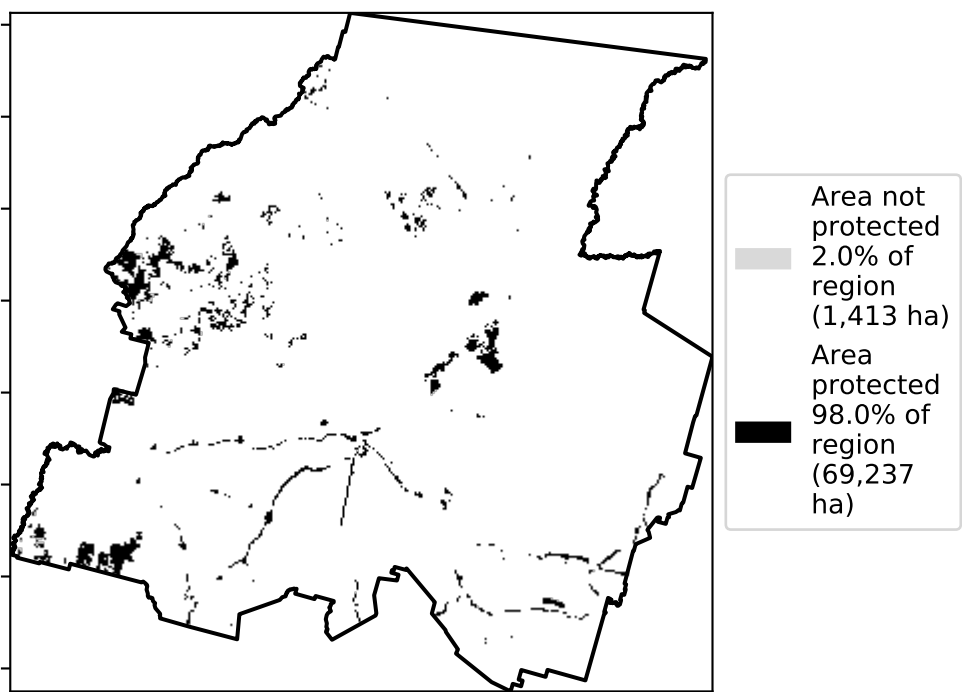 Area not
protected
2.0% of
region
(1,413 ha)
Area
protected
98.0% of
region
(69,237
ha)